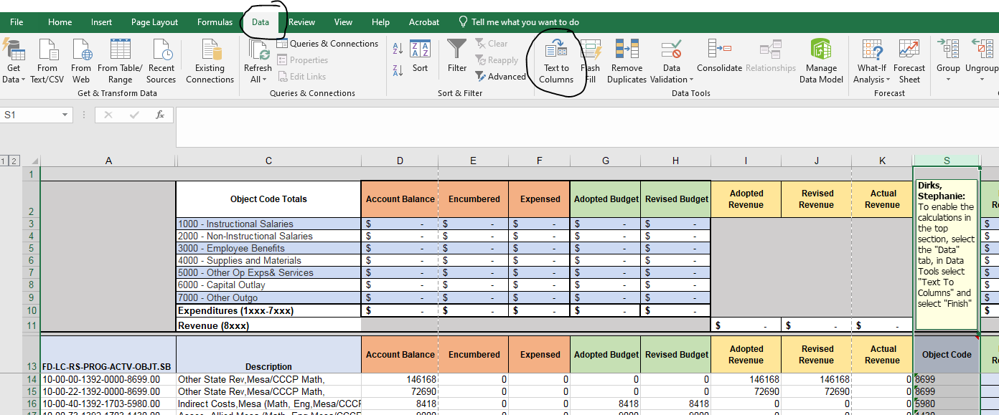 File Home Insert Page Layout Formulas Data Review View Help Acrobat Tell me what you want to do
Get Data From Text/CSV From Web From Table/ Range Recent Sources Existing Connections
Get & Transform Data
Refresh All Queries & Connections Properties Edit Links
Queries & Connections
Sort Filter Clear Reapply Advanced
Sort & Filter
Text to Columns Flash Fill Remove Duplicates Data Validation Consolidate Relationships Manage Data Model
Data Tools
What-If Analysis Forecast Sheet
Forecast
Group Ungroup
S1 fx
1 2 A C D E F G H I J K S
1
2 Object Code Totals Account Balance Encumbered Expensed Adopted Budget Revised Budget Adopted Revenue Revised Revenue Actual Revenue
3 1000 - Instructional Salaries $ - $ - $ - $ - $ - $
4 2000 - Non-Instructional Salaries $ - $ - $ - $ - $ - $
5 3000 - Employee Benefits $ - $ - $ - $ - $ - $
6 4000 - Supplies and Materials $ - $ - $ - $ - $ - $
7 5000 - Other Op Exps& Services $ - $ - $ - $ - $ - $
8 6000 - Capital Outlay $ - $ - $ - $ - $ - $
9 7000 - Other Outgo $ - $ - $ - $ - $ - $
10 Expenditures (1xxx-7xxx) $ - $ - $ - $ - $ - $
11 Revenue (8xxx) $ - $ - $ -
Dirks,
Stephanie:
To enable the
calculations in
the top
section, select
the "Data"
tab, in Data
Tools select
"Text To
Columns" and
select "Finish"
13 FD-LC-RS-PROG-ACTV-OBJT.SB Description Account Balance Encumbered Expensed Adopted Budget Revised Budget Adopted Revenue Revised Revenue Actual Revenue Object Code
14 10-00-00-1392-0000-8699.00 Other State Rev,Mesa/CCCP Math, 146168 0 0 0 0 146168 146168 0 8699
15 10-00-22-1392-0000-8699.00 Other State Rev,Mesa/CCCP Math, 72690 0 0 0 0 72690 72690 0 8699
16 10-00-40-1392-1703-5980.00 Indirect Costs,Mesa (Math, Eng,Mesa/CCCF 8418 0 0 8418 8418 0 0 0 5980